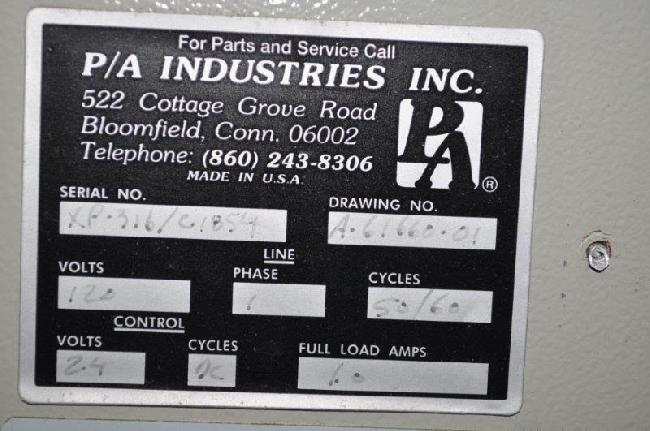 For Parts and Service Call
P/A INDUSTRIES INC.
522 Cottage Grove Road
Bloomfield, Conn. 06002
Telephone: (860) 243-8306
MADE IN U.S.A.
PA ®
SERIAL NO. DRAWING NO.
XP-316/C1854 A-61660-01
LINE
VOLTS PHASE CYCLES
120 1 50/60
CONTROL
VOLTS CYCLES FULL LOAD AMPS
24 DC